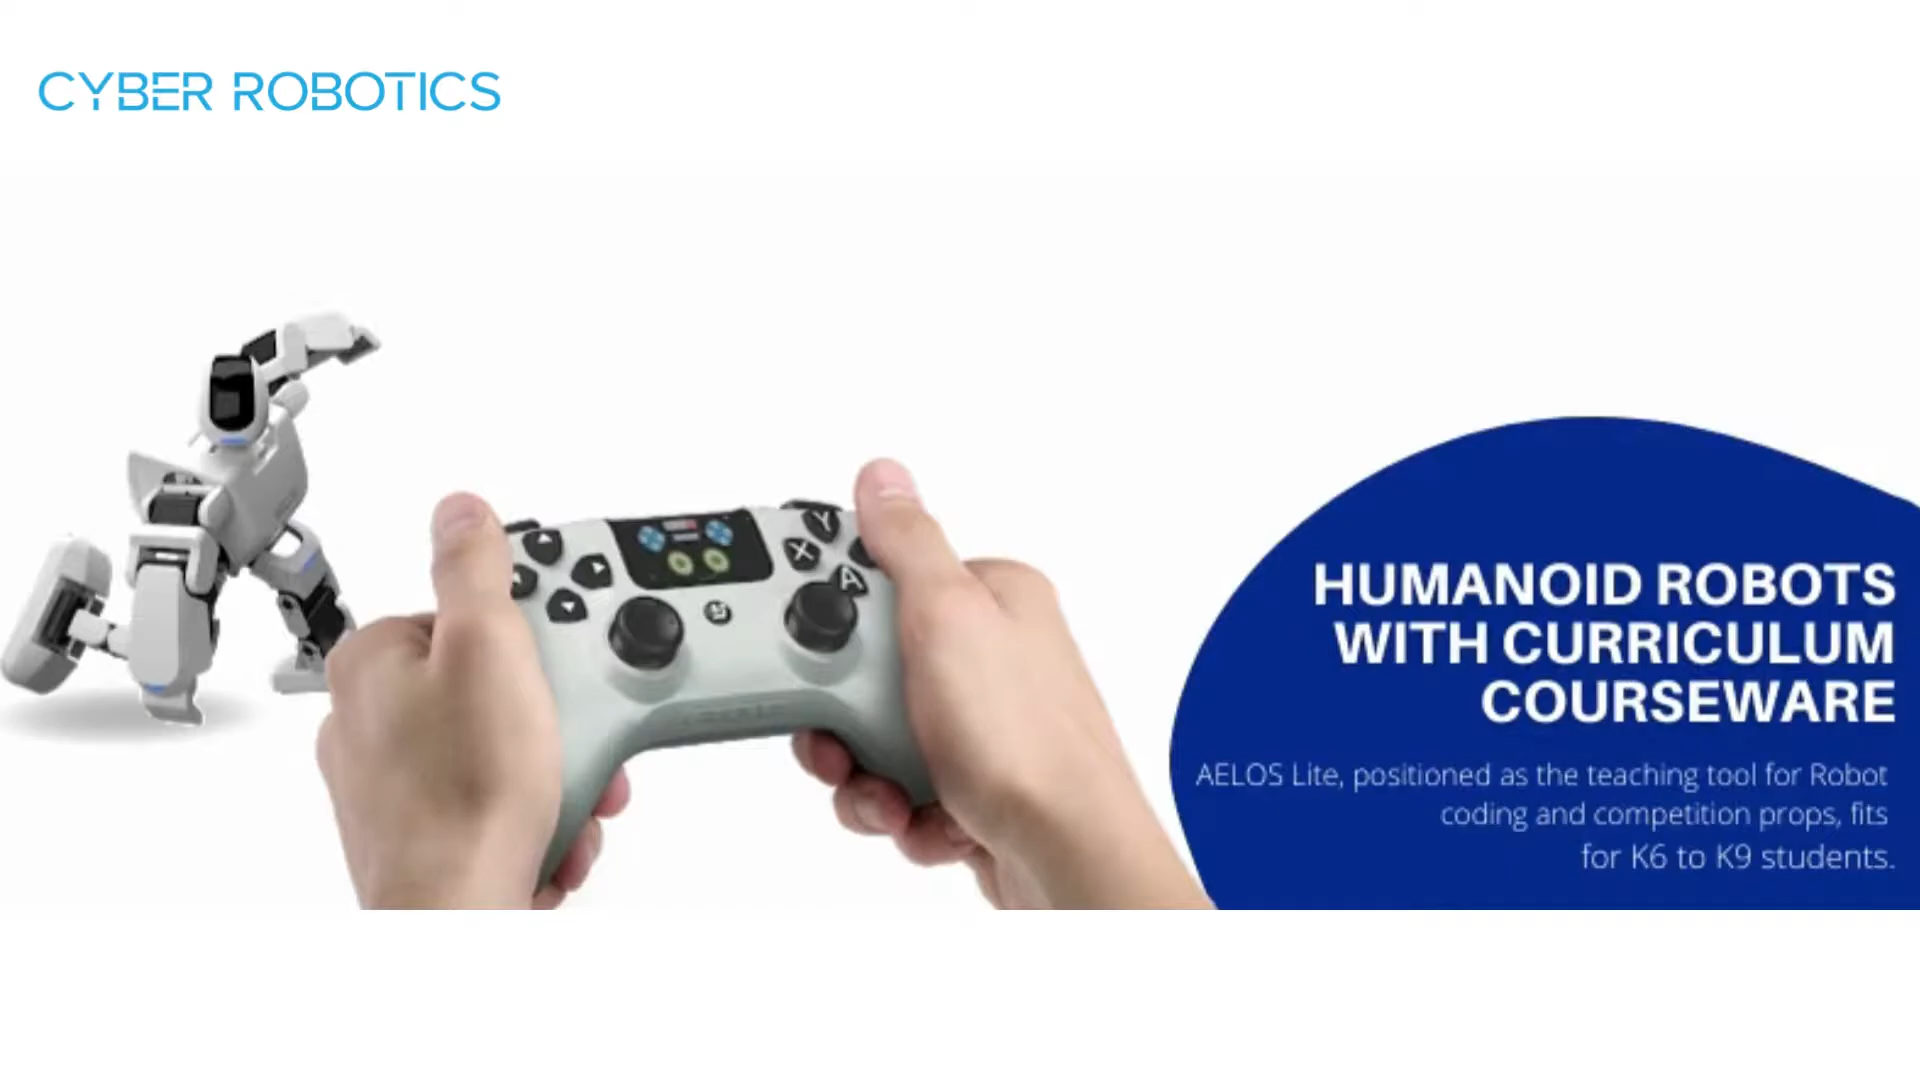 CYBER ROBOTICS
Y
X
A
HUMANOID ROBOTS
WITH CURRICULUM
COURSEWARE
AELOS Lite, positioned as the teaching tool for Robot
coding and competition props, fits
for K6 to K9 students.